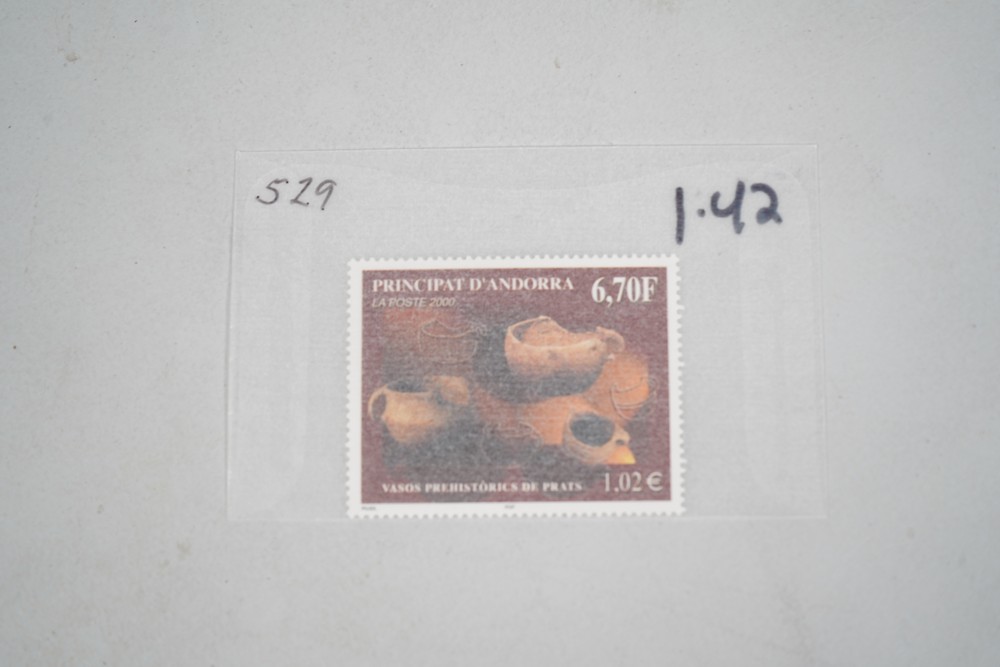 529
1.42
PRINCIPAT D'ANDORRA
6,70F
LA POSTE 2000
VASOS PREHISTÒRICS DE PRATS
1,02 €